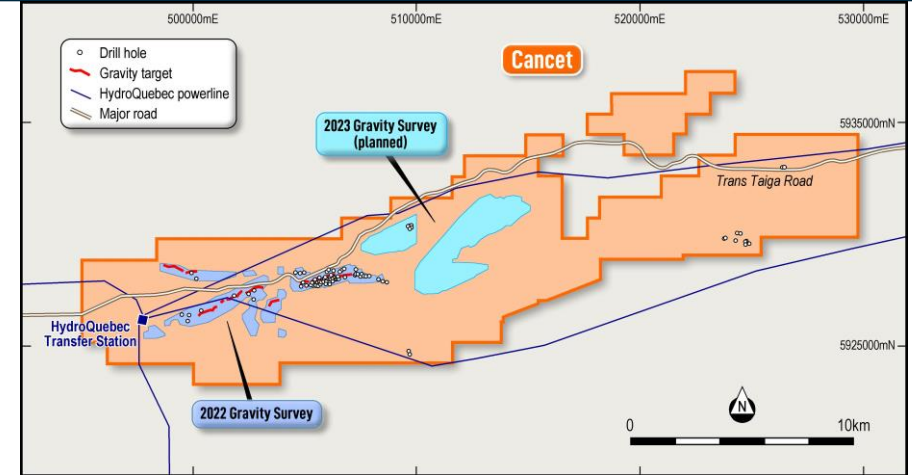 500000mE
510000mE
520000mE
530000mE
Drill hole
Gravity target
HydroQuebec powerline
Major road
Cancet
5935000mN
2023 Gravity Survey
(planned)
Trans Taiga Road
HydroQuebec
Transfer Station
5925000mN
2022 Gravity Survey
N
0
10km